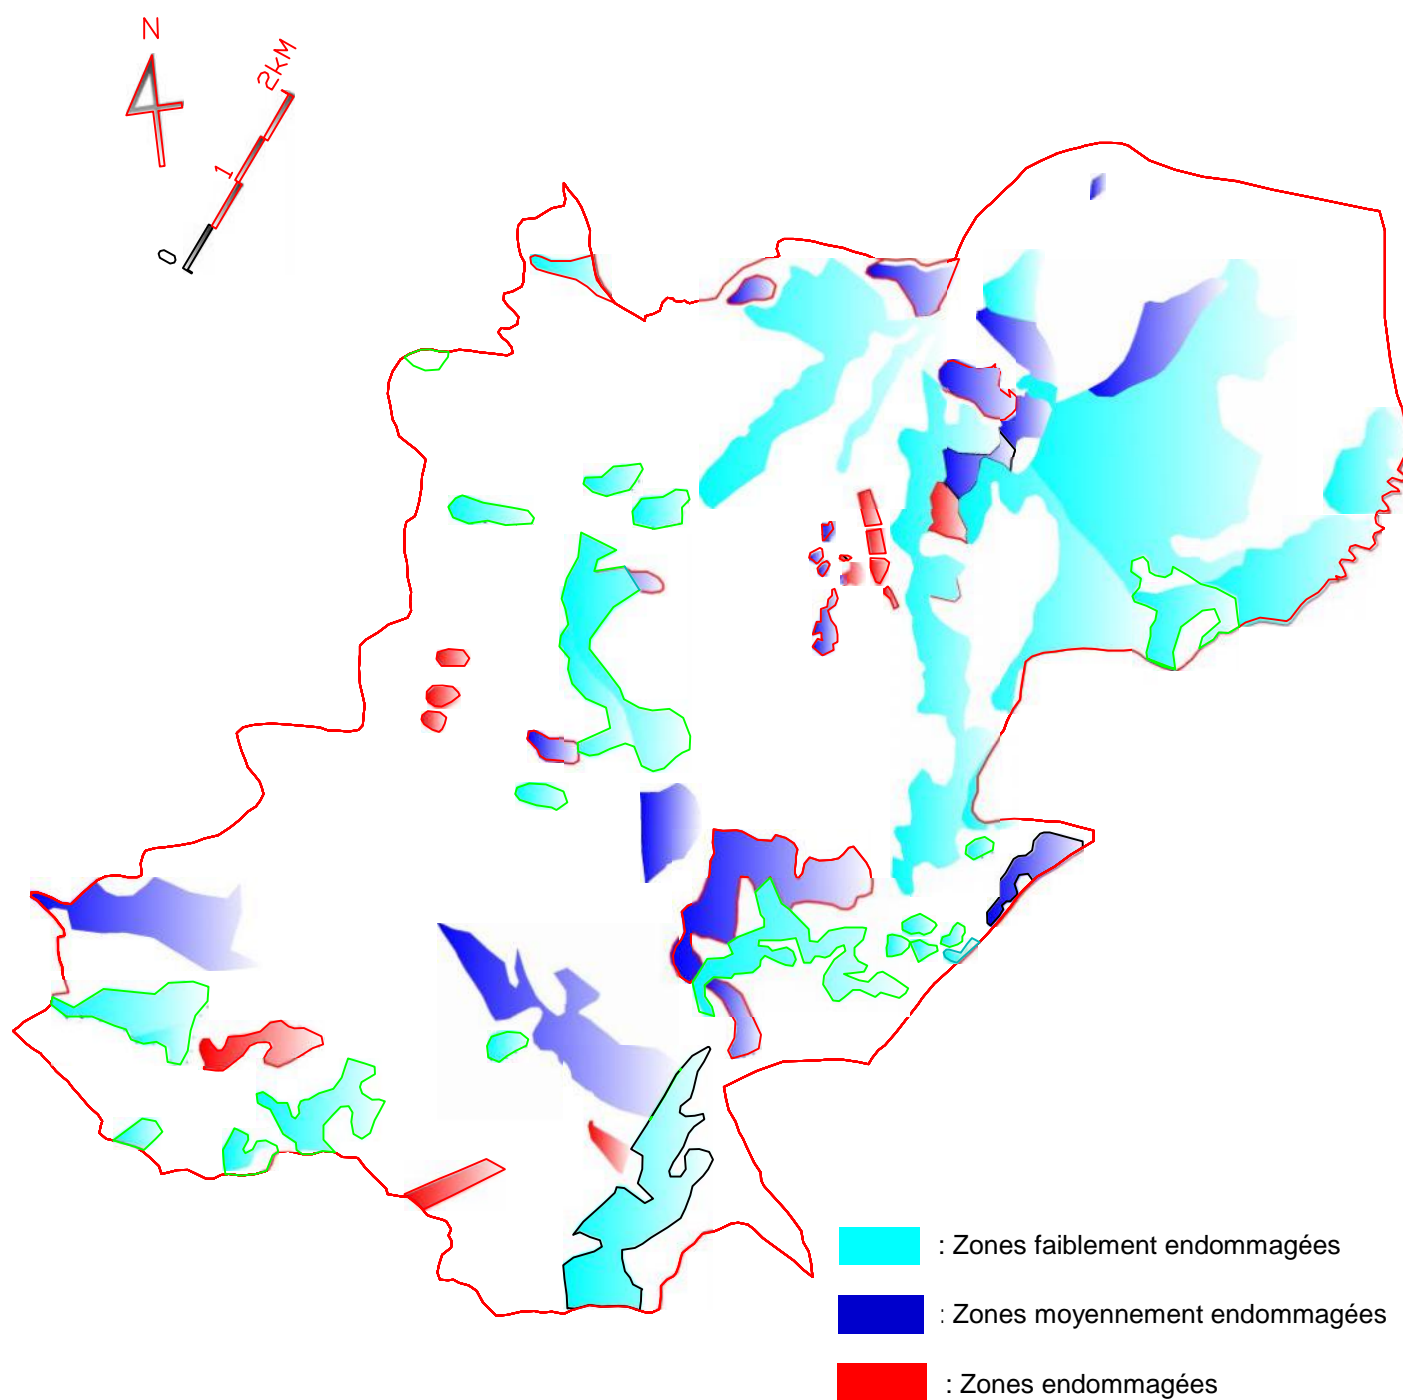 N
2kM
1
0
: Zones faiblement endommagées
: Zones moyennement endommagées
: Zones endommagées